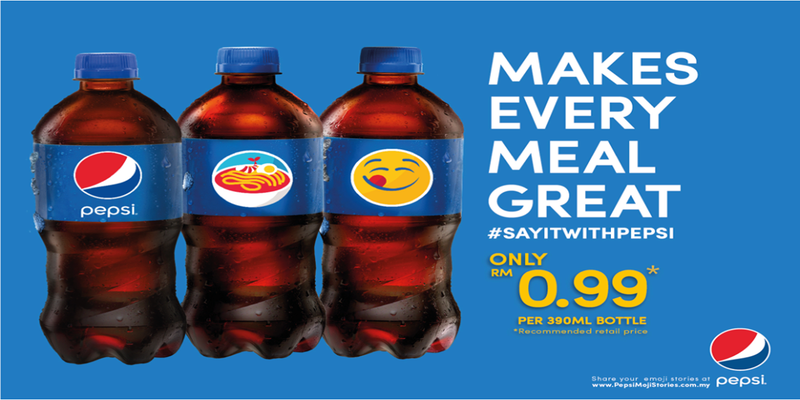 pepsi.
MAKES
EVERY
MEAL
GREAT
#SAYITWITHPEPSI
ONLY
RM 0.99*
PER 390ML BOTTLE
*Recommended retail price
Share your emoji stories at
www.PepsiMojiStories.com.my
pepsi.